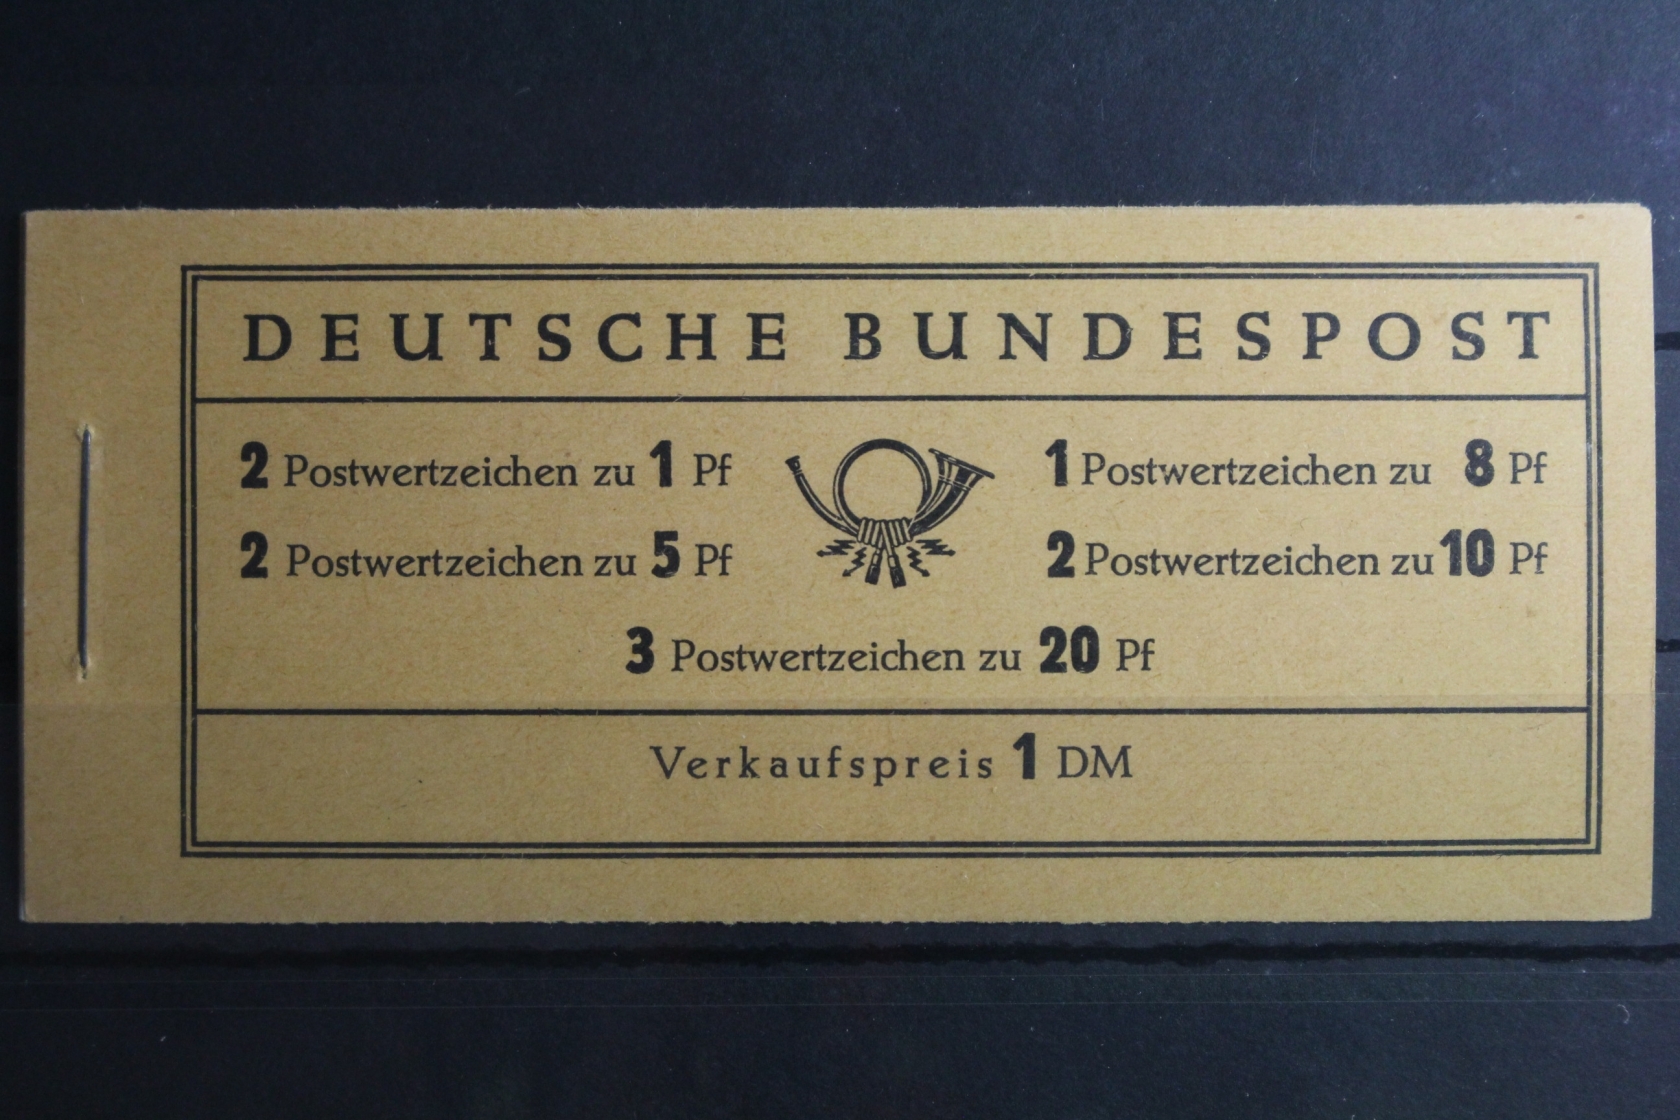 DEUTSCHE BUNDESPOST
2 Postwertzeichen zu 1 Pf
1 Postwertzeichen zu 8 Pf
2 Postwertzeichen zu 5 Pf
2 Postwertzeichen zu 10 Pf
3 Postwertzeichen zu 20 Pf
Verkaufspreis 1 DM